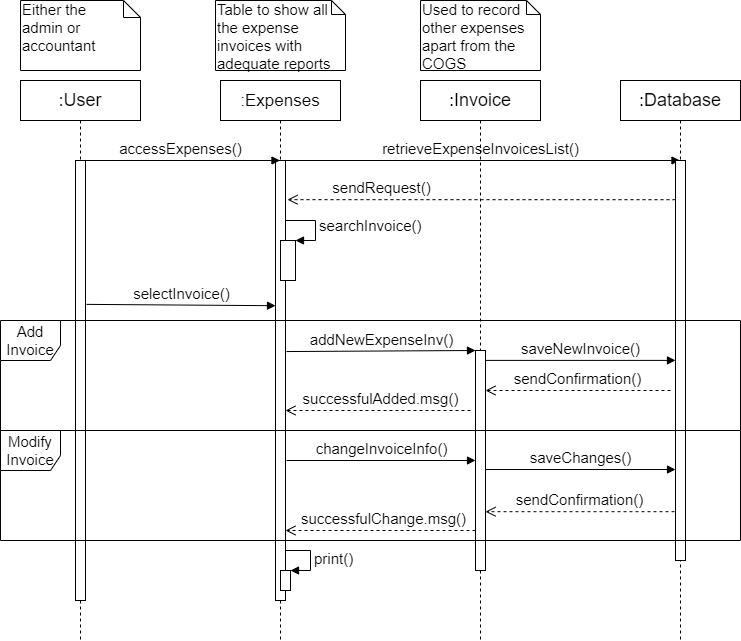 Either the
admin or
accountant
Table to show all
the expense
invoices with
adequate reports
Used to record
other expenses
apart from the
COGS
:User
:Expenses
:Invoice
:Database
accessExpenses()
retrieveExpenseInvoicesList()
sendRequest()
searchInvoice()
selectInvoice()
Add
Invoice
addNewExpenseInv()
saveNewInvoice()
sendConfirmation()
successfulAdded.msg()
Modify
Invoice
changeInvoiceInfo()
saveChanges()
sendConfirmation()
successfulChange.msg()
print()